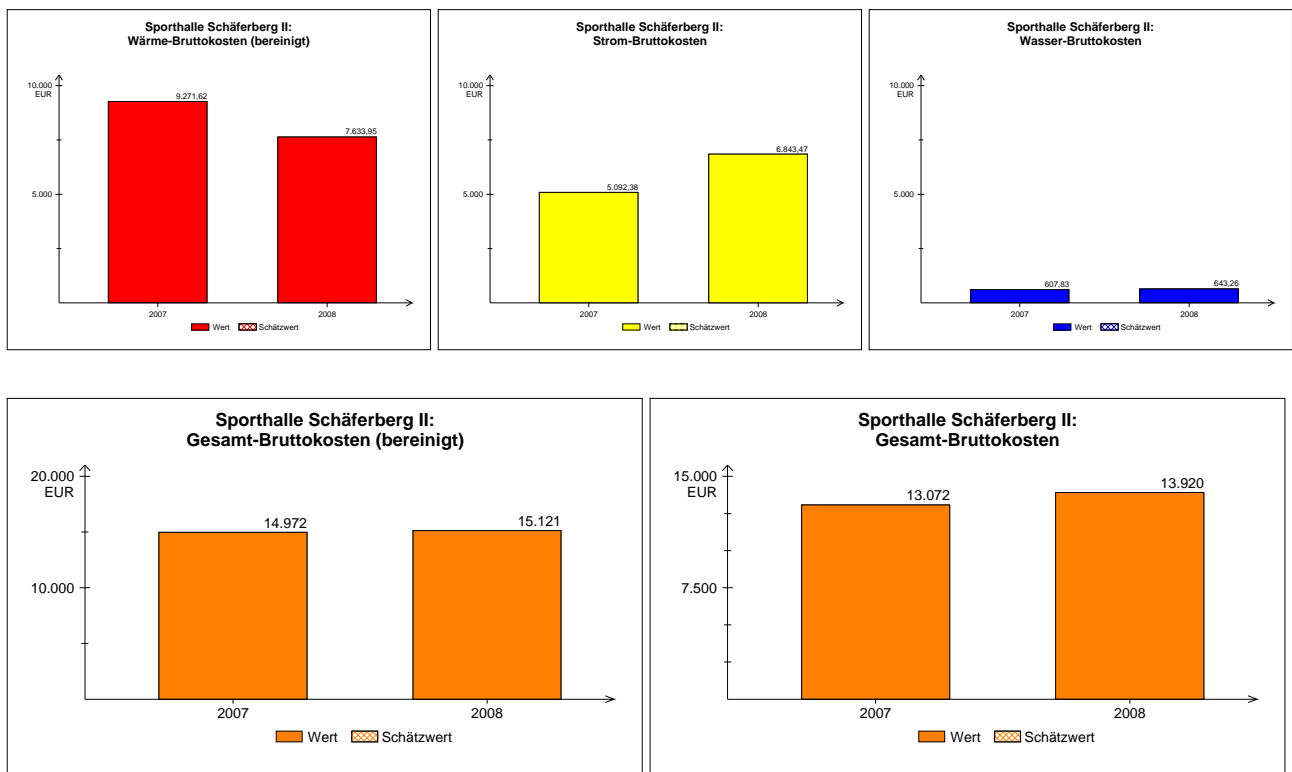 Sporthalle Schäferberg II:
Wärme-Bruttokosten (bereinigt)
10.000
EUR
9.271,62
7.633,95
5.000
2007
2008
Wert Schätzwert
Sporthalle Schäferberg II:
Strom-Bruttokosten
10.000
EUR
6.843,47
5.092,38
5.000
2007
2008
Wert Schätzwert
Sporthalle Schäferberg II:
Wasser-Bruttokosten
10.000
EUR
5.000
607,83
643,26
2007
2008
Wert Schätzwert
Sporthalle Schäferberg II:
Gesamt-Bruttokosten (bereinigt)
20.000
EUR
14.972
15.121
10.000
2007
2008
Wert Schätzwert
Sporthalle Schäferberg II:
Gesamt-Bruttokosten
15.000
EUR
13.072
13.920
7.500
2007
2008
Wert Schätzwert